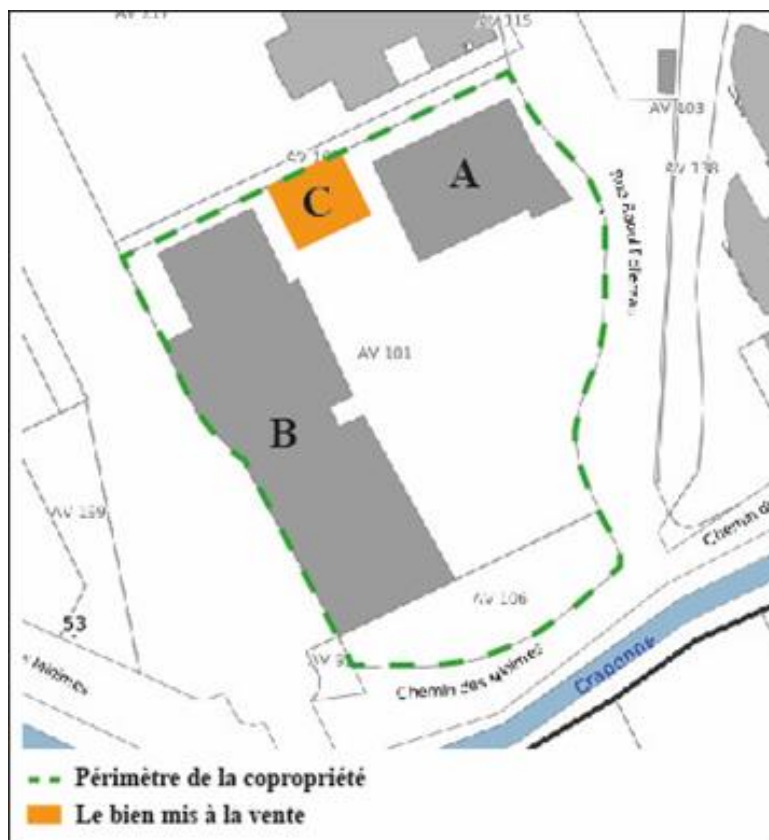 AV 115
AV 103
AV 138
A
C
AV 101
B
AV 106
53
Chemin des Minimes
Craponne
Périmètre de la copropriété
Le bien mis à la vente